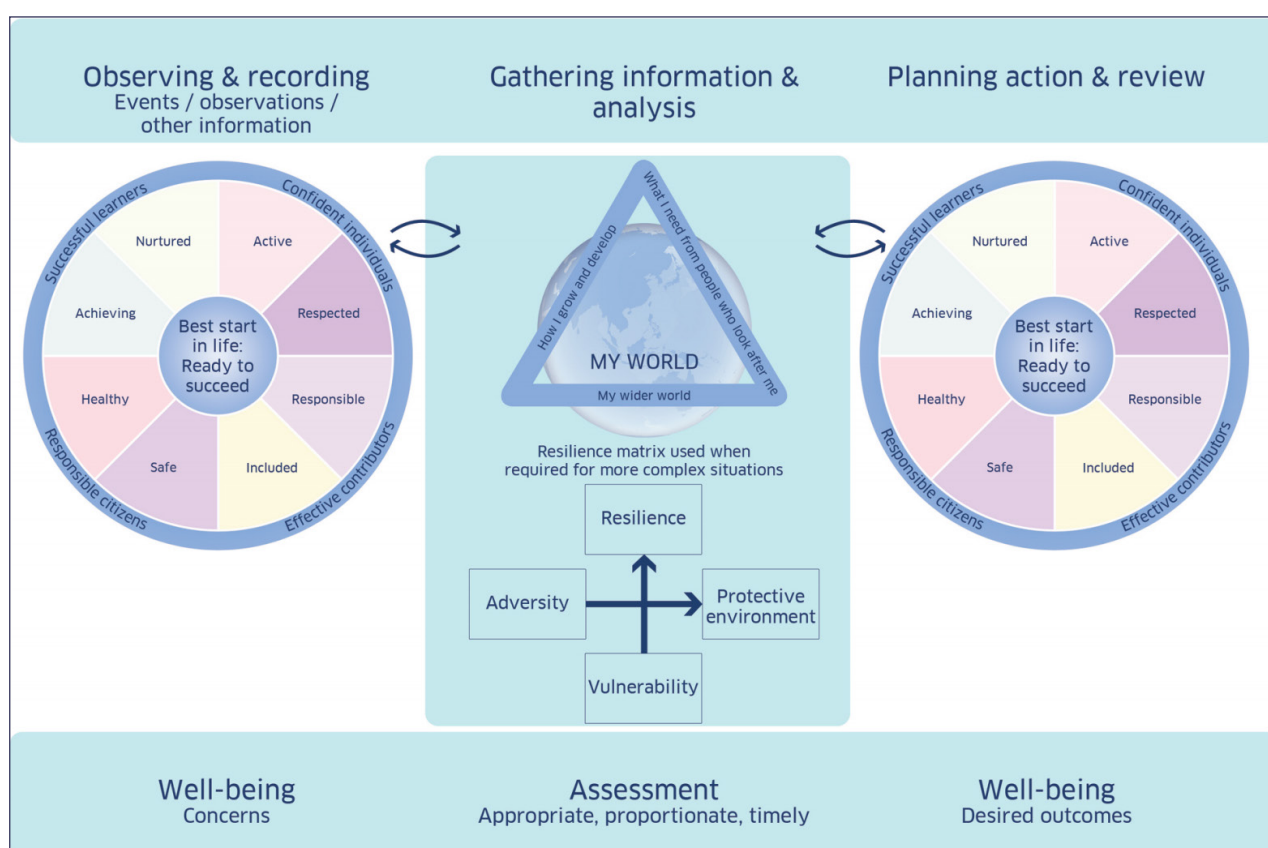 Observing & recording
Events / observations /
other information
Gathering information &
analysis
Planning action & review
Successful learners
Confident individuals
Nurtured
Active
Achieving
Respected
Best start
in life:
Ready to
succeed
Healthy
Responsible
Safe
Included
Responsible citizens
Effective contributors
How I grow and develop
What I need from people who look after me
MY WORLD
My wider world
Resilience matrix used when
required for more complex situations
Resilience
Adversity
Protective
environment
Vulnerability
Successful learners
Confident individuals
Nurtured
Active
Achieving
Respected
Best start
in life:
Ready to
succeed
Healthy
Responsible
Safe
Included
Responsible citizens
Effective contributors
Well-being
Concerns
Assessment
Appropriate, proportionate, timely
Well-being
Desired outcomes